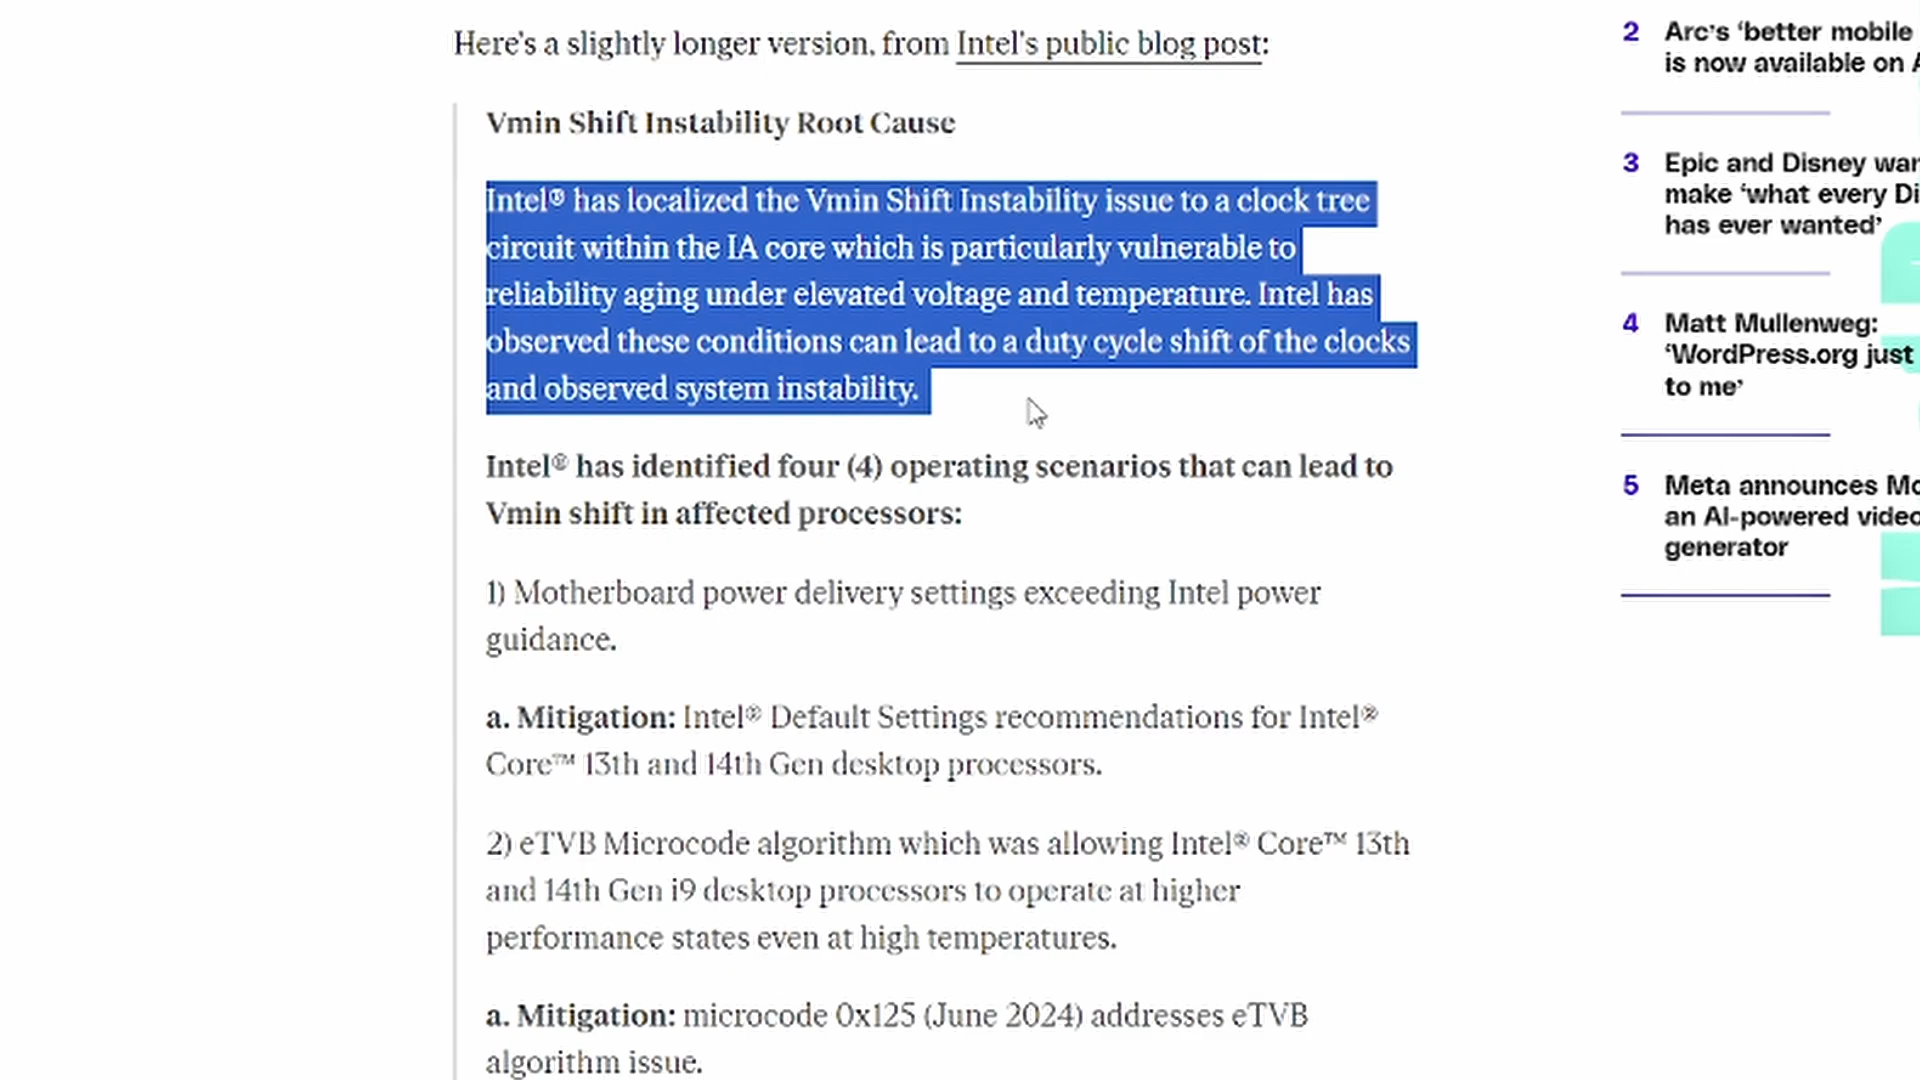 Here's a slightly longer version, from Intel's public blog post:
Vmin Shift Instability Root Cause
Intel® has localized the Vmin Shift Instability issue to a clock tree
circuit within the IA core which is particularly vulnerable to
reliability aging under elevated voltage and temperature. Intel has
observed these conditions can lead to a duty cycle shift of the clocks
and observed system instability.
Intel® has identified four (4) operating scenarios that can lead to
Vmin shift in affected processors:
1) Motherboard power delivery settings exceeding Intel power
guidance.
a. Mitigation: Intel® Default Settings recommendations for Intel®
Core™ 13th and 14th Gen desktop processors.
2) eTVB Microcode algorithm which was allowing Intel® Core™ 13th
and 14th Gen i9 desktop processors to operate at higher
performance states even at high temperatures.
a. Mitigation: microcode 0x125 (June 2024) addresses eTVB
algorithm issue.
2 Arc's ‘better mobile
is now available on
3 Epic and Disney
make ‘what every
has ever wanted’
4 Matt Mullenweg:
‘WordPress.org just
to me’
5 Meta announces
an AI-powered video
generator